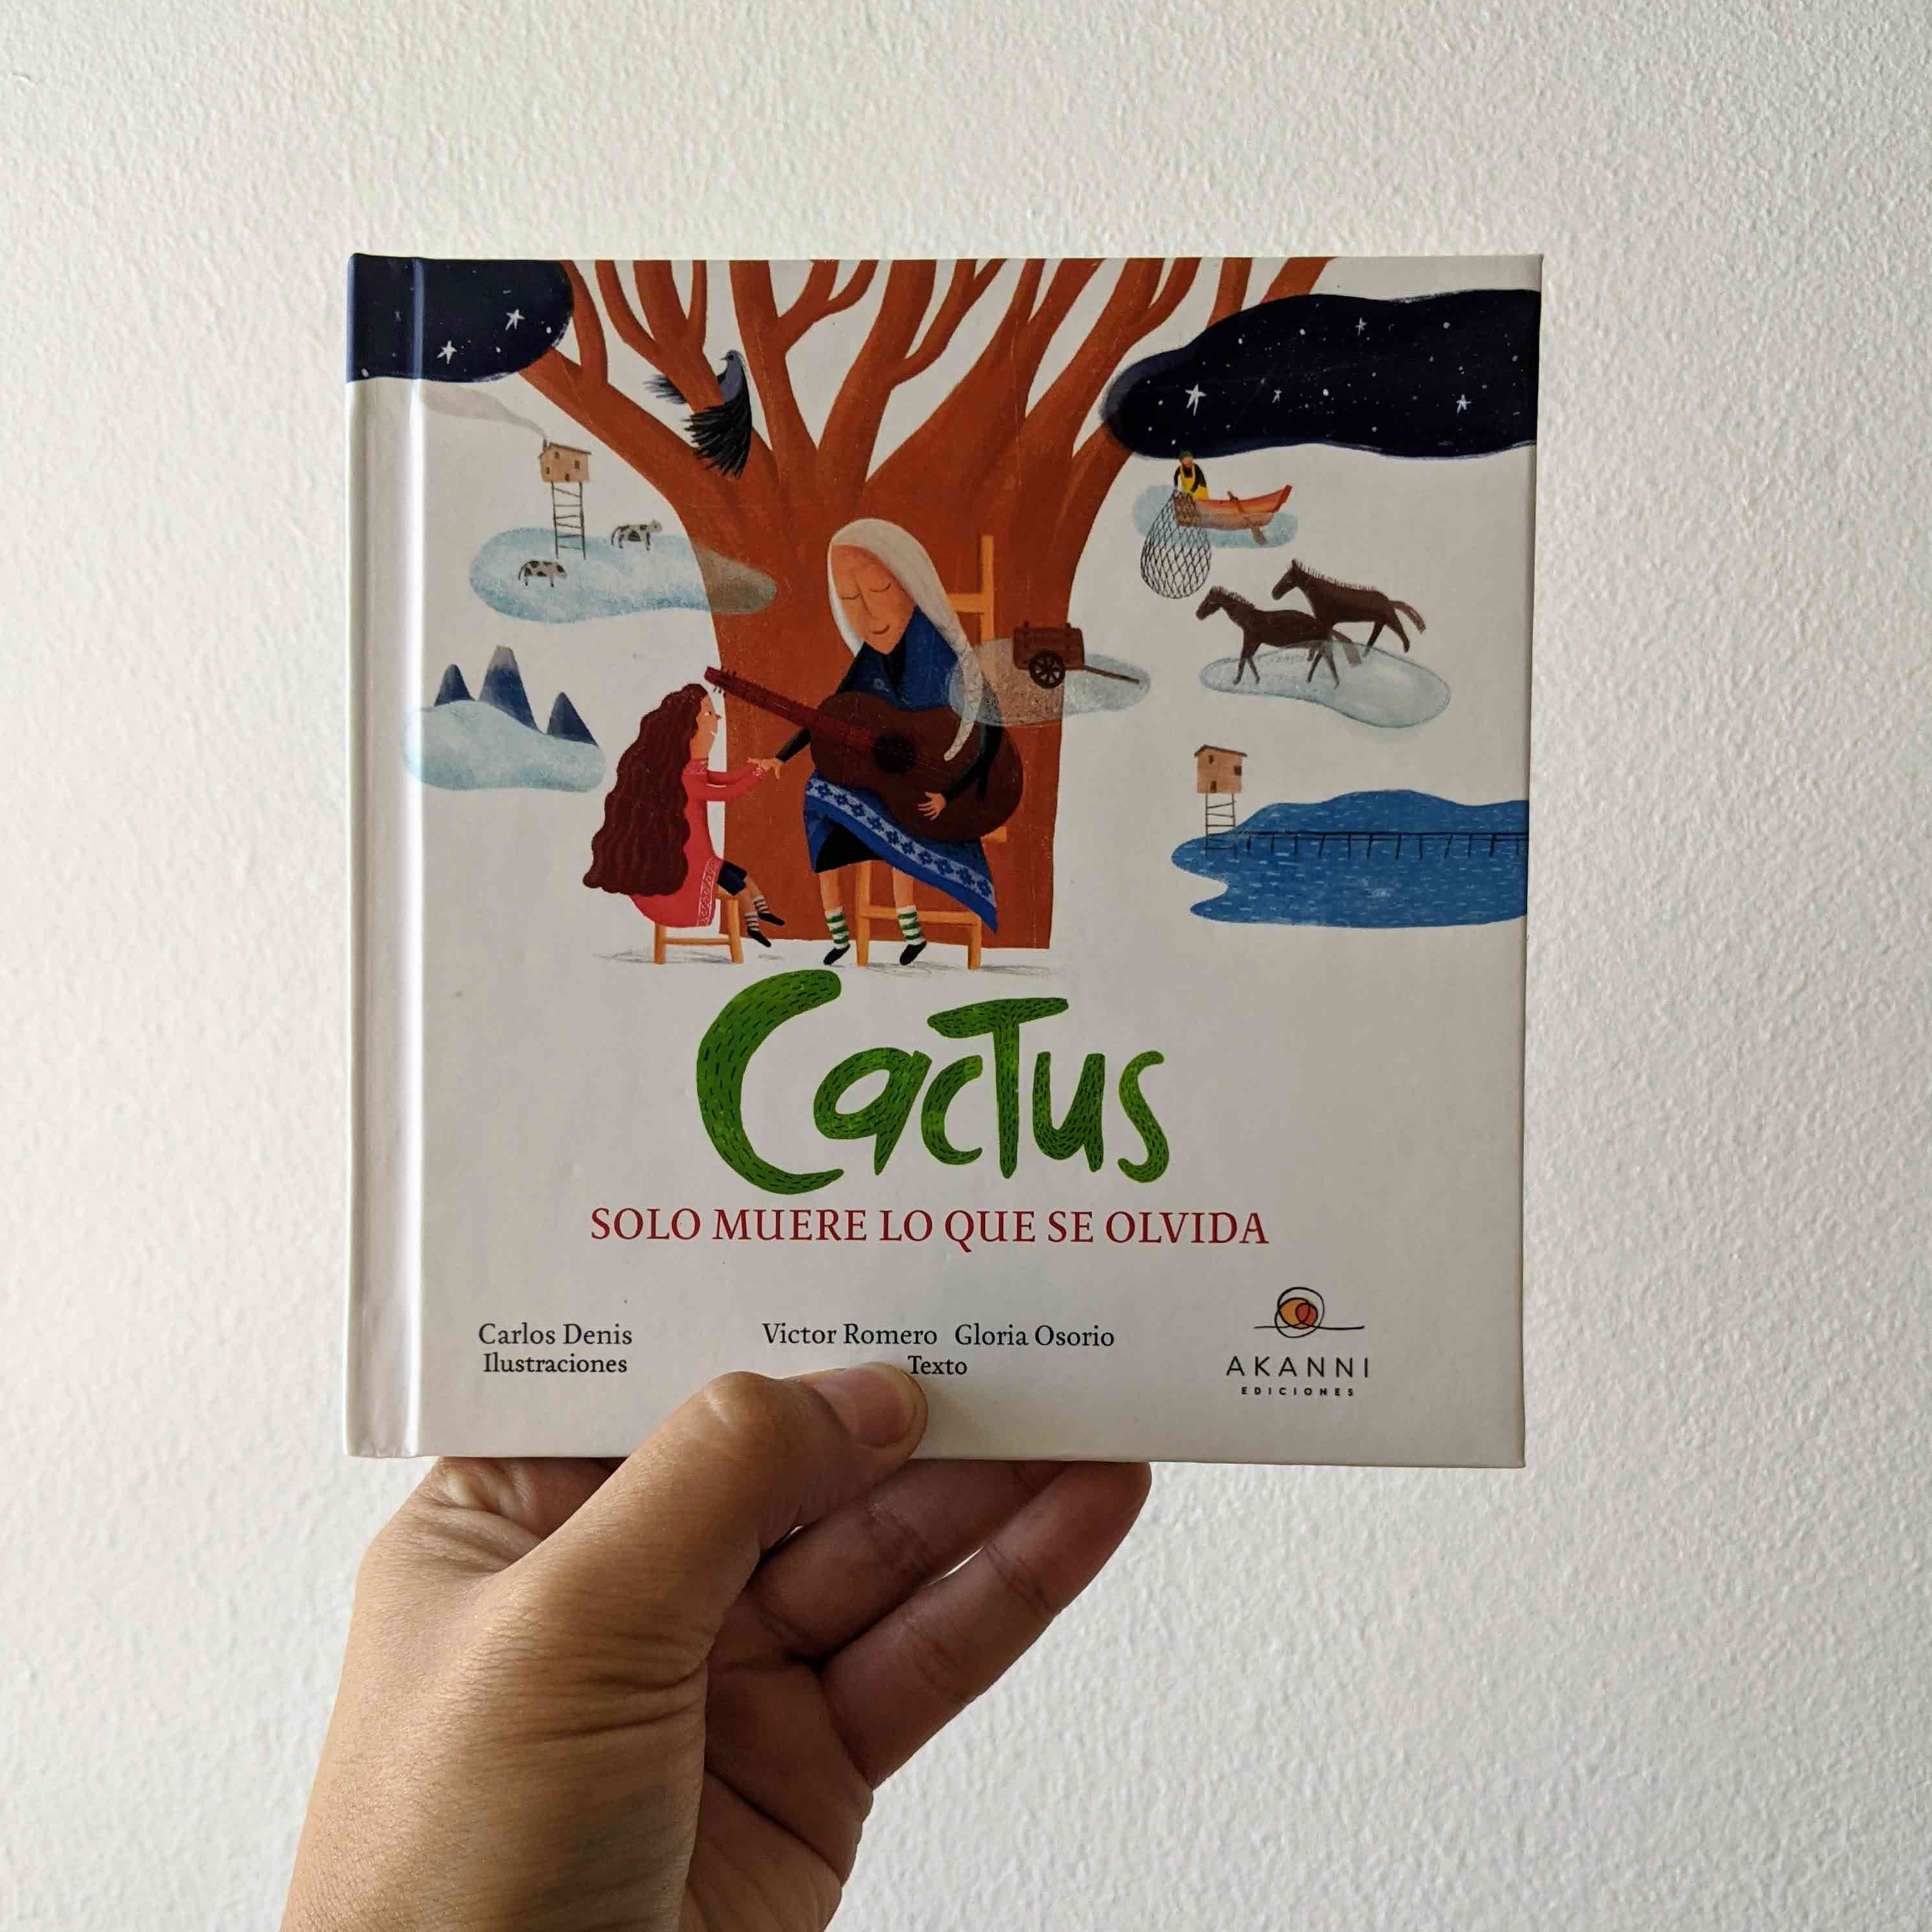 Cactus
SOLO MUERE LO QUE SE OLVIDA
Carlos Denis
Ilustraciones
Victor Romero Gloria Osorio
Texto
AKANNI
EDICIONES